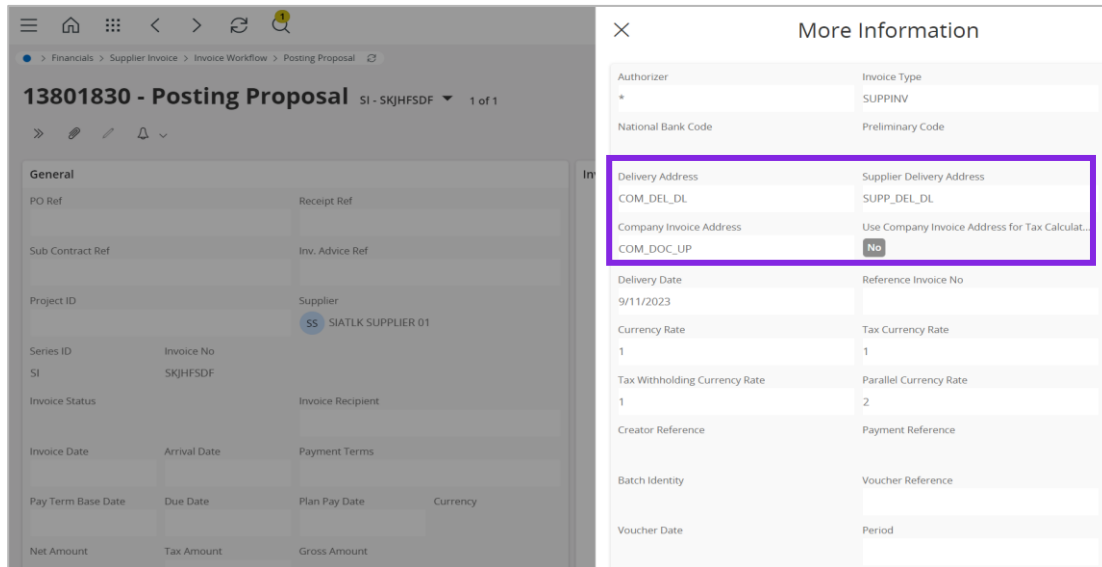 1
More Information
> Financials > Supplier Invoice > Invoice Workflow > Posting Proposal
13801830 - Posting Proposal SI - SKJHFSDF 1 of 1
General
PO Ref Receipt Ref
Sub Contract Ref Inv. Advice Ref
Project ID Supplier
SS SIATLK SUPPLIER 01
Series ID Invoice No
SI SKJHFSDF
Invoice Status Invoice Recipient
Invoice Date Arrival Date Payment Terms
Pay Term Base Date Due Date Plan Pay Date Currency
Net Amount Tax Amount Gross Amount
Authorizer Invoice Type
* SUPPINV
National Bank Code Preliminary Code
Delivery Address Supplier Delivery Address
COM_DEL_DL SUPP_DEL_DL
Company Invoice Address Use Company Invoice Address for Tax Calculat...
COM_DOC_UP No
Delivery Date Reference Invoice No
9/11/2023
Currency Rate Tax Currency Rate
1 1
Tax Withholding Currency Rate Parallel Currency Rate
1 2
Creator Reference Payment Reference
Batch Identity Voucher Reference
Voucher Date Period